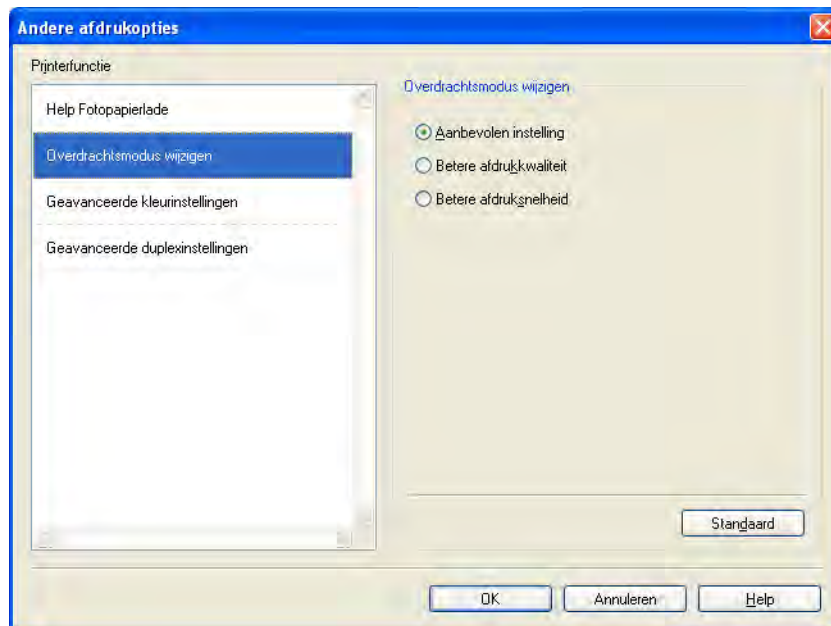 Andere afdrukopties
Printerfunctie
Help Fotopapierlade
Overdrachtsmodus wijzigen
Geavanceerde kleurinstellingen
Geavanceerde duplexinstellingen
Overdrachtsmodus wijzigen
Aanbevolen instelling
Betere afdrukkwaliteit
Betere afdruksnelheid
Standaard
OK
Annuleren
Help